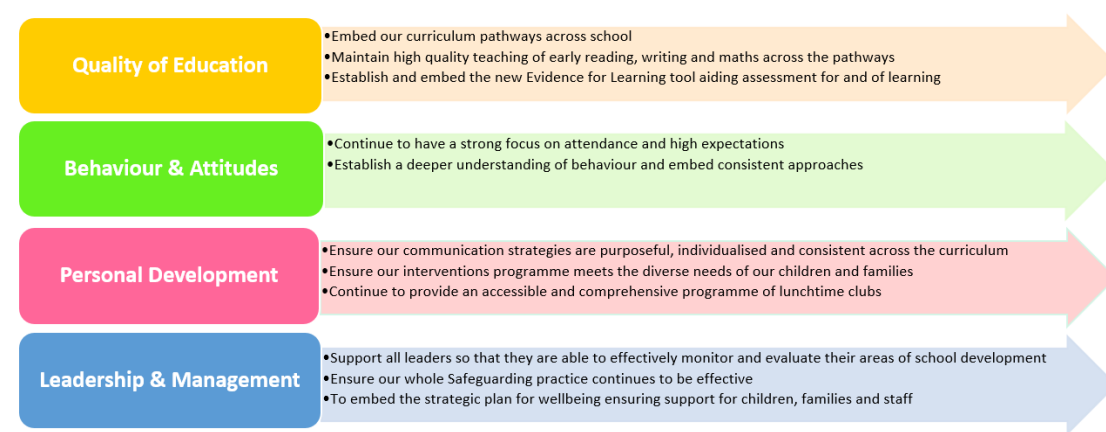 Quality of Education
•Embed our curriculum pathways across school
•Maintain high quality teaching of early reading, writing and maths across the pathways
•Establish and embed the new Evidence for Learning tool aiding assessment for and of learning
Behaviour & Attitudes
•Continue to have a strong focus on attendance and high expectations
•Establish a deeper understanding of behaviour and embed consistent approaches
Personal Development
•Ensure our communication strategies are purposeful, individualised and consistent across the curriculum
•Ensure our interventions programme meets the diverse needs of our children and families
•Continue to provide an accessible and comprehensive programme of lunchtime clubs
Leadership & Management
•Support all leaders so that they are able to effectively monitor and evaluate their areas of school development
•Ensure our whole Safeguarding practice continues to be effective
•To embed the strategic plan for wellbeing ensuring support for children, families and staff